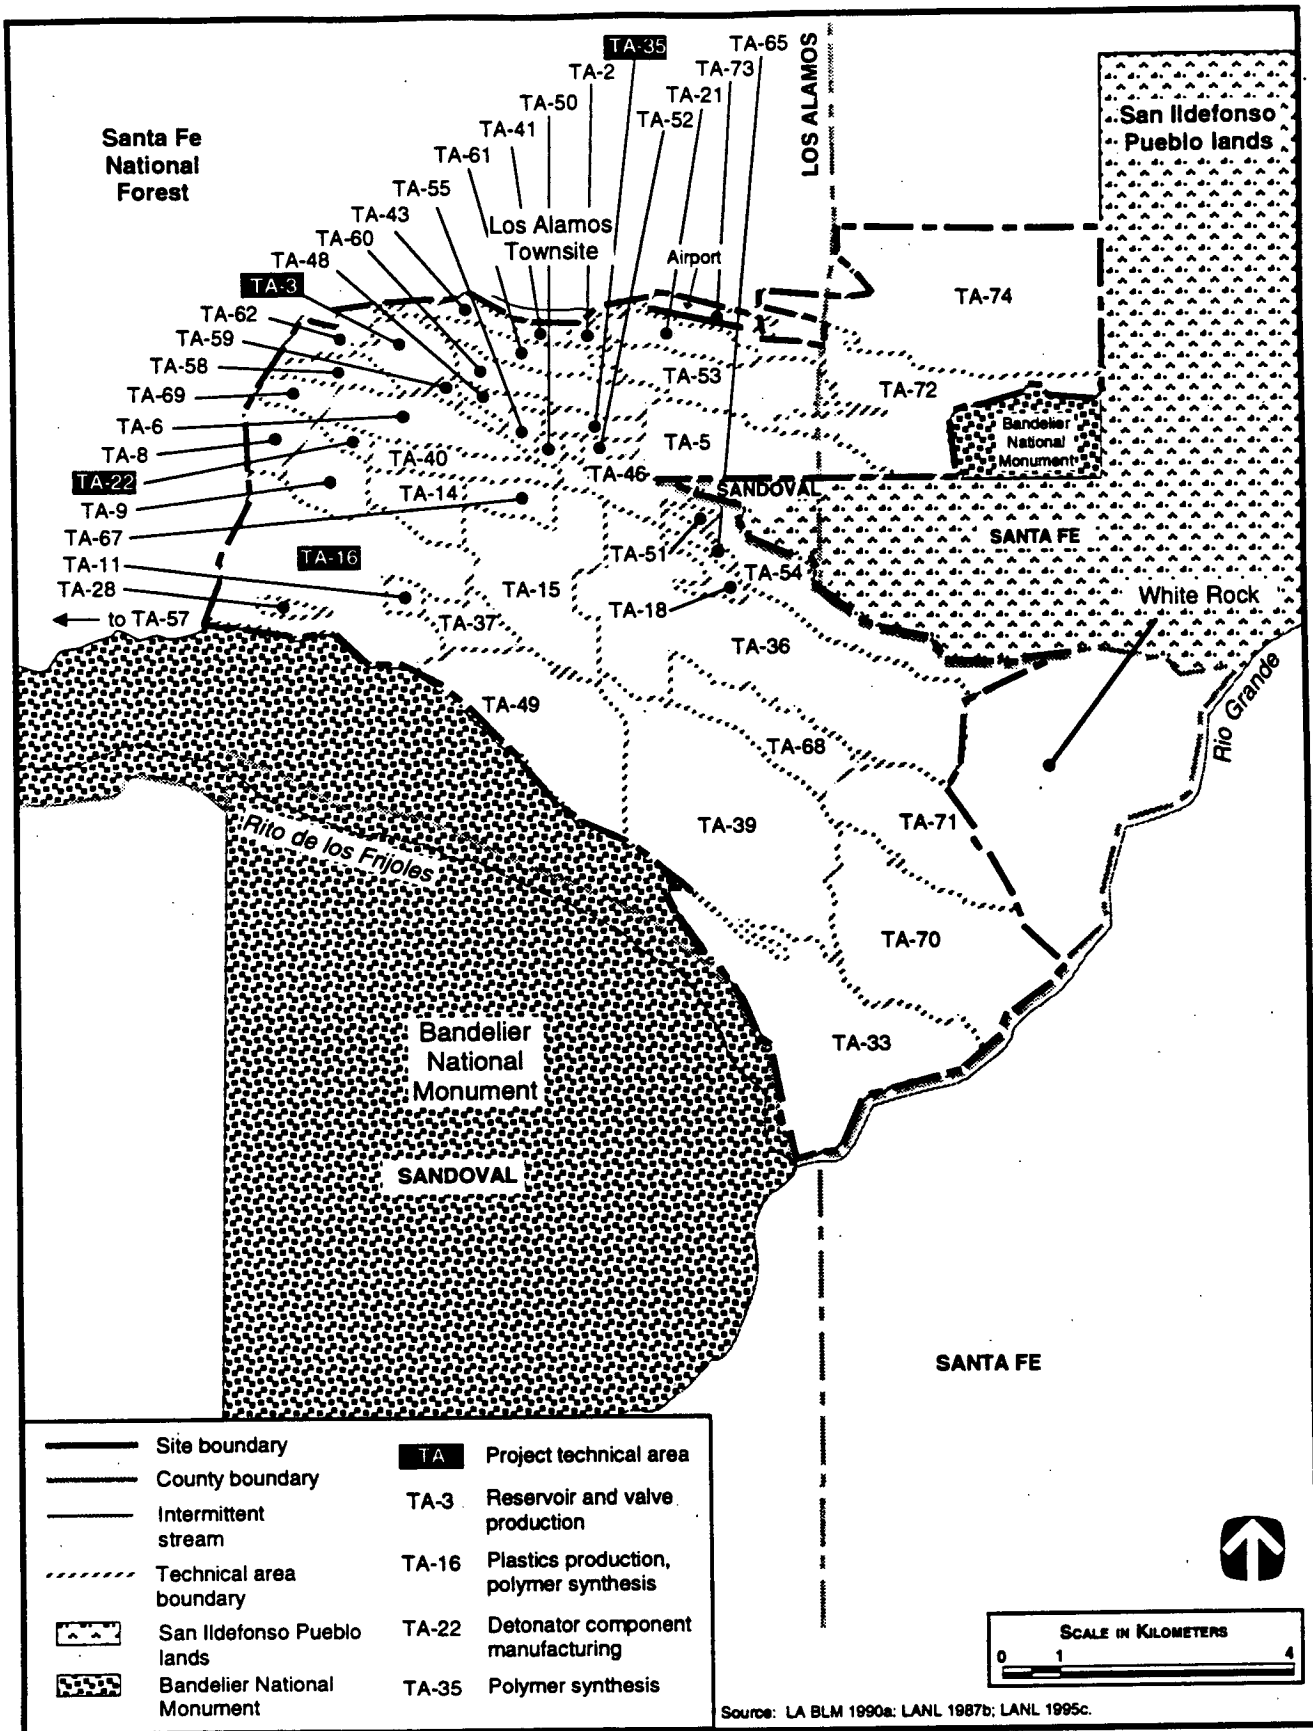 TA-35
TA-65
TA-2
TA-73
TA-50
TA-21
TA-41
TA-52
TA-61
TA-55
TA-43
TA-60
TA-48
TA-3
TA-62
TA-59
TA-58
TA-69
TA-6
TA-8
TA-22
TA-9
TA-67
TA-11
TA-28
to TA-57
Santa Fe
National
Forest
Los Alamos
Townsite
Airport
LOS ALAMOS
San Ildefonso
Pueblo lands
TA-74
TA-53
TA-72
Bandelier
National
Monument
TA-5
TA-40
TA-46
TA-14
SANDOVAL
SANTA FE
TA-51
TA-16
TA-54
TA-15
TA-18
White Rock
TA-37
TA-36
TA-49
Rio Grande
TA-68
TA-39
TA-71
Rito de los Frijoles
TA-70
TA-33
Bandelier
National
Monument
SANDOVAL
SANTA FE
Site boundary
County boundary
Intermittent
stream
Technical area
boundary
San Ildefonso Pueblo
lands
Bandelier National
Monument
TA Project technical area
TA-3 Reservoir and valve
production
TA-16 Plastics production,
polymer synthesis
TA-22 Detonator component
manufacturing
TA-35 Polymer synthesis
SCALE IN KILOMETERS
0 1 4
Source: LA BLM 1990a; LANL 1987b; LANL 1995c.